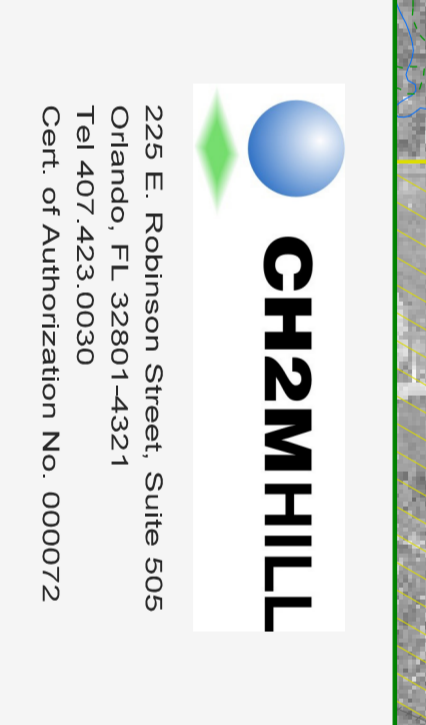 CH2MHILL
225 E. Robinson Street, Suite 505
Orlando, FL 32801-4321
Tel 407.423.0030
Cert. of Authorization No. 000072